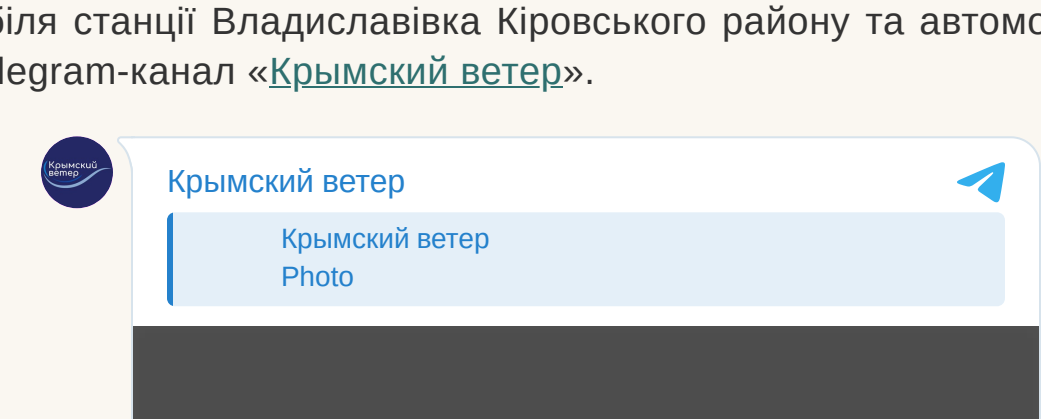 біля станції Владиславівка Кіровського району та автомо
legram-канал «Крымский ветер».
Крымский
ветер
Крымский ветер
Крымский ветер
Photo